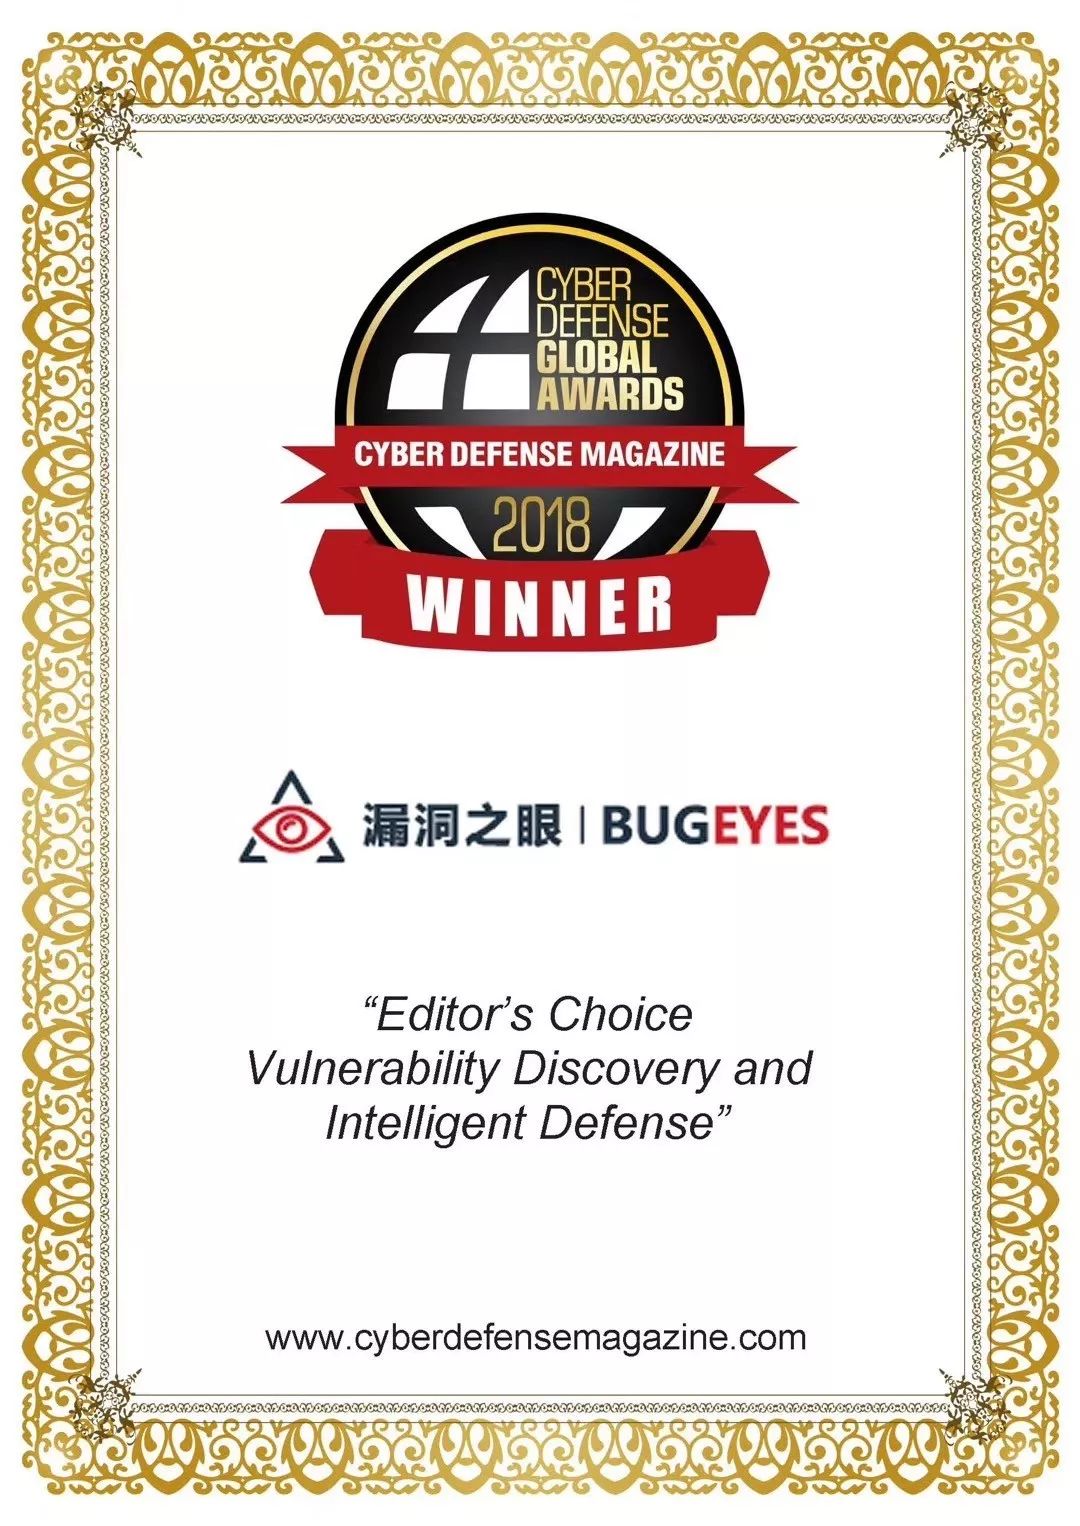 CYBER
DEFENSE
GLOBAL
AWARDS
CYBER DEFENSE MAGAZINE
2018
WINNER
漏洞之眼 | BUGEYES
“Editor’s Choice
Vulnerability Discovery and
Intelligent Defense”
www.cyberdefensemagazine.com